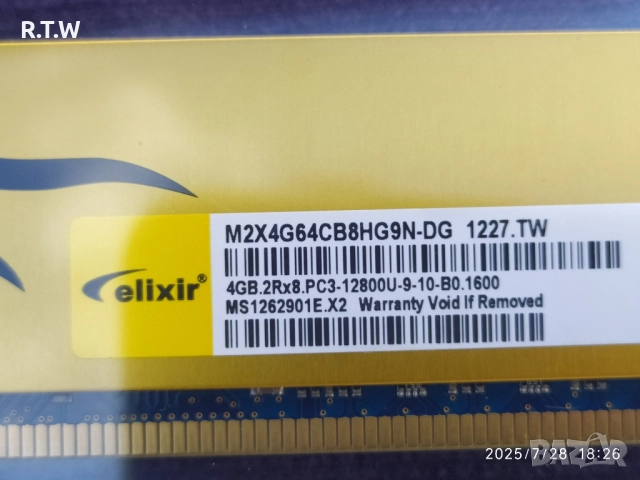 R.T.W
M2X4G64CB8HG9N-DG 1227.TW
elixir®
4GB.2Rx8.PC3-12800U-9-10-B0.1600
MS1262901E.X2 Warranty Void If Removed
BAZAR
2025/7/28 18:26